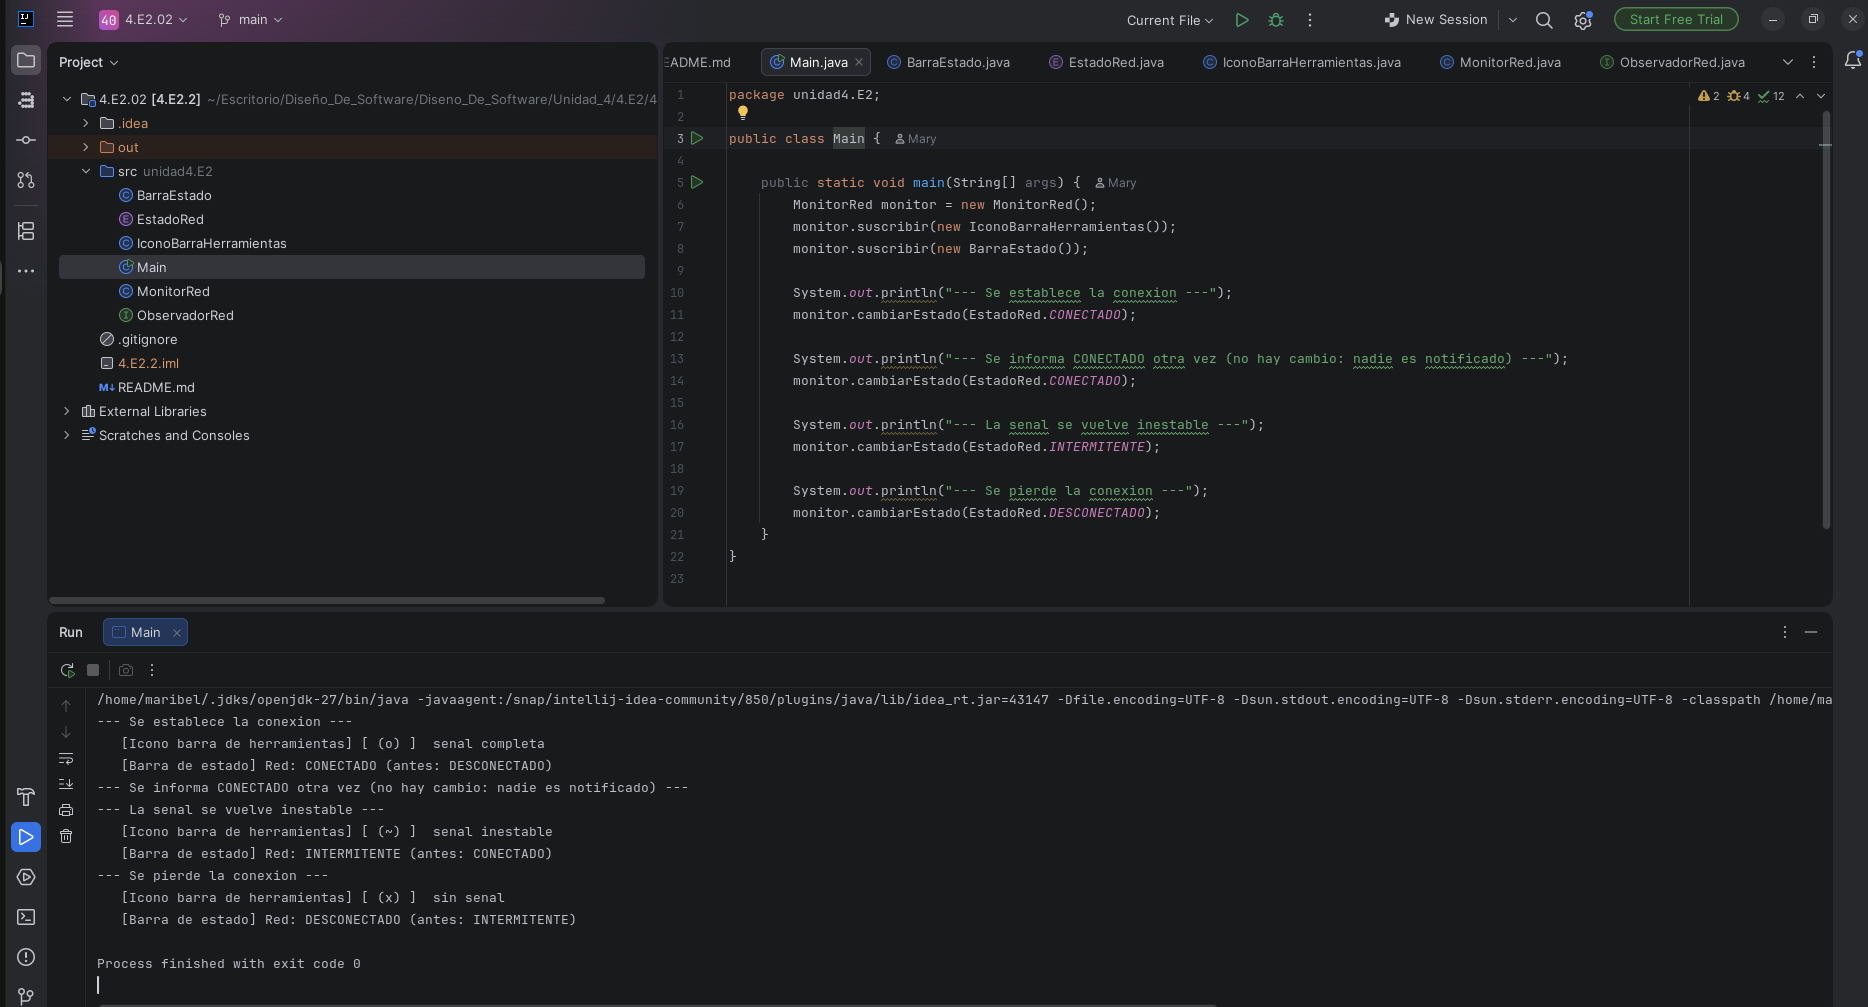 40 4.E2.02 main Current File New Session Start Free Trial
Project
4.E2.02 [4.E2.2] ~/Escritorio/Diseño_De_Software/Diseno_De_Software/Unidad_4/4.E2/4
.idea
out
src unidad4.E2
BarraEstado
EstadoRed
IconoBarraHerramientas
Main
MonitorRed
ObservadorRed
.gitignore
4.E2.2.iml
README.md
External Libraries
Scratches and Consoles
EADME.md Main.java BarraEstado.java EstadoRed.java IconoBarraHerramientas.java MonitorRed.java ObservadorRed.java
2 4 12
1 package unidad4.E2;
2
3 public class Main { Mary
4
5 public static void main(String[] args) { Mary
6 MonitorRed monitor = new MonitorRed();
7 monitor.suscribir(new IconoBarraHerramientas());
8 monitor.suscribir(new BarraEstado());
9
10 System.out.println("--- Se establece la conexion ---");
11 monitor.cambiarEstado(EstadoRed.CONECTADO);
12
13 System.out.println("--- Se informa CONECTADO otra vez (no hay cambio: nadie es notificado) ---");
14 monitor.cambiarEstado(EstadoRed.CONECTADO);
15
16 System.out.println("--- La senal se vuelve inestable ---");
17 monitor.cambiarEstado(EstadoRed.INTERMITENTE);
18
19 System.out.println("--- Se pierde la conexion ---");
20 monitor.cambiarEstado(EstadoRed.DESCONECTADO);
21 }
22 }
23
Run Main
/home/maribel/.jdks/openjdk-27/bin/java -javaagent:/snap/intellij-idea-community/850/plugins/java/lib/idea_rt.jar=43147 -Dfile.encoding=UTF-8 -Dsun.stdout.encoding=UTF-8 -Dsun.stderr.encoding=UTF-8 -classpath /home/ma
--- Se establece la conexion ---
[Icono barra de herramientas] [ (o) ]  senal completa
[Barra de estado] Red: CONECTADO (antes: DESCONECTADO)
--- Se informa CONECTADO otra vez (no hay cambio: nadie es notificado) ---
--- La senal se vuelve inestable ---
[Icono barra de herramientas] [ (~) ]  senal inestable
[Barra de estado] Red: INTERMITENTE (antes: CONECTADO)
--- Se pierde la conexion ---
[Icono barra de herramientas] [ (x) ]  sin senal
[Barra de estado] Red: DESCONECTADO (antes: INTERMITENTE)
Process finished with exit code 0